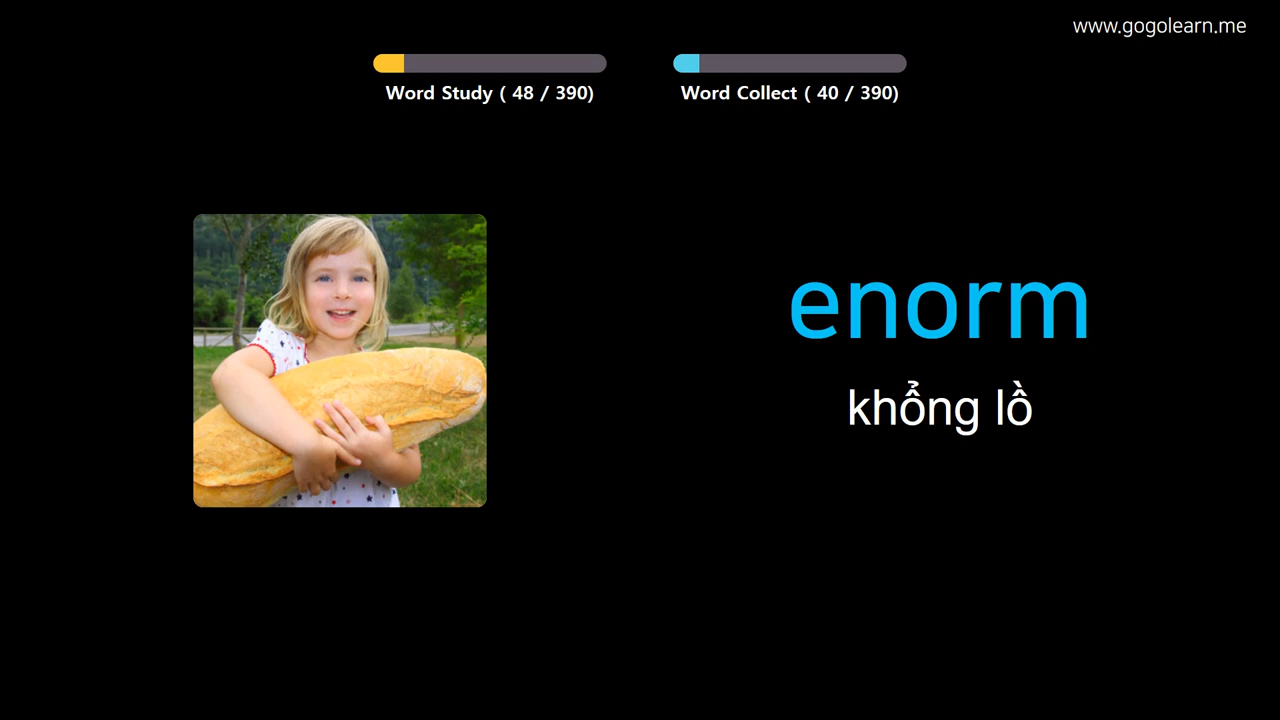 www.gogolearn.me
Word Study ( 48 / 390)
Word Collect ( 40 / 390)
enorm
khổng lồ